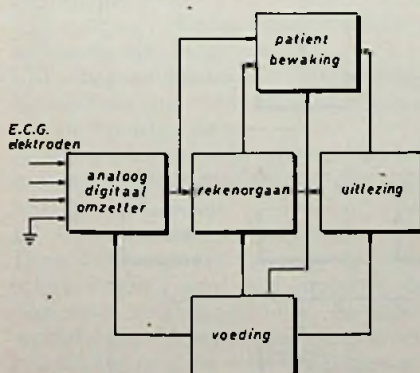 patient
bewaking
E.C.G.
elektroden
analoog
digitaal
omzetter
rekenorgaan
uitlezing
voeding